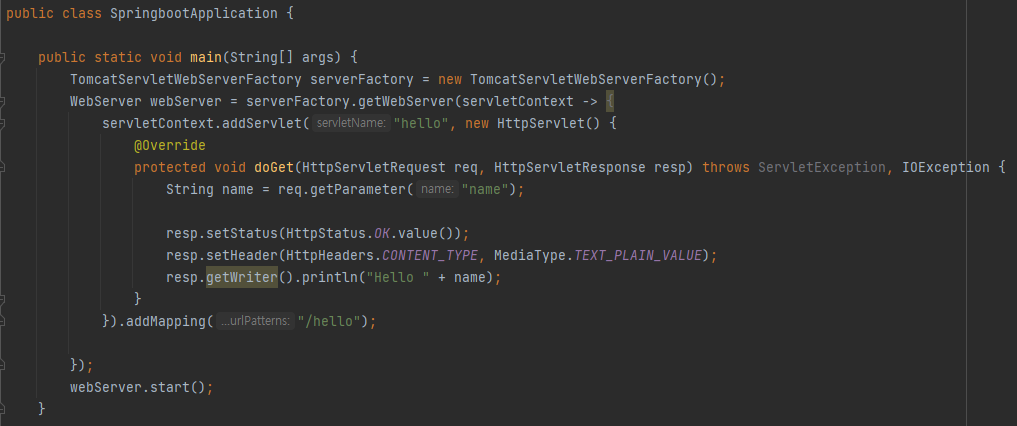 public class SpringbootApplication {
public static void main(String[] args) {
TomcatServletWebServerFactory serverFactory = new TomcatServletWebServerFactory();
WebServer webServer = serverFactory.getWebServer(servletContext -> {
servletContext.addServlet( servletName: "hello", new HttpServlet() {
@Override
protected void doGet(HttpServletRequest req, HttpServletResponse resp) throws ServletException, IOException {
String name = req.getParameter( name: "name");
resp.setStatus(HttpStatus.OK.value());
resp.setHeader(HttpHeaders.CONTENT_TYPE, MediaType.TEXT_PLAIN_VALUE);
resp.getWriter().println("Hello " + name);
}
}).addMapping( ...urlPatterns: "/hello");
});
webServer.start();
}